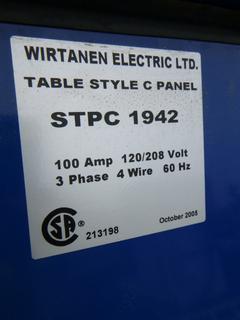 WIRTANEN ELECTRIC LTD.
TABLE STYLE C PANEL
STPC 1942
100 Amp 120/208 Volt
3 Phase 4 Wire 60 Hz
CSA
213198
October 2005